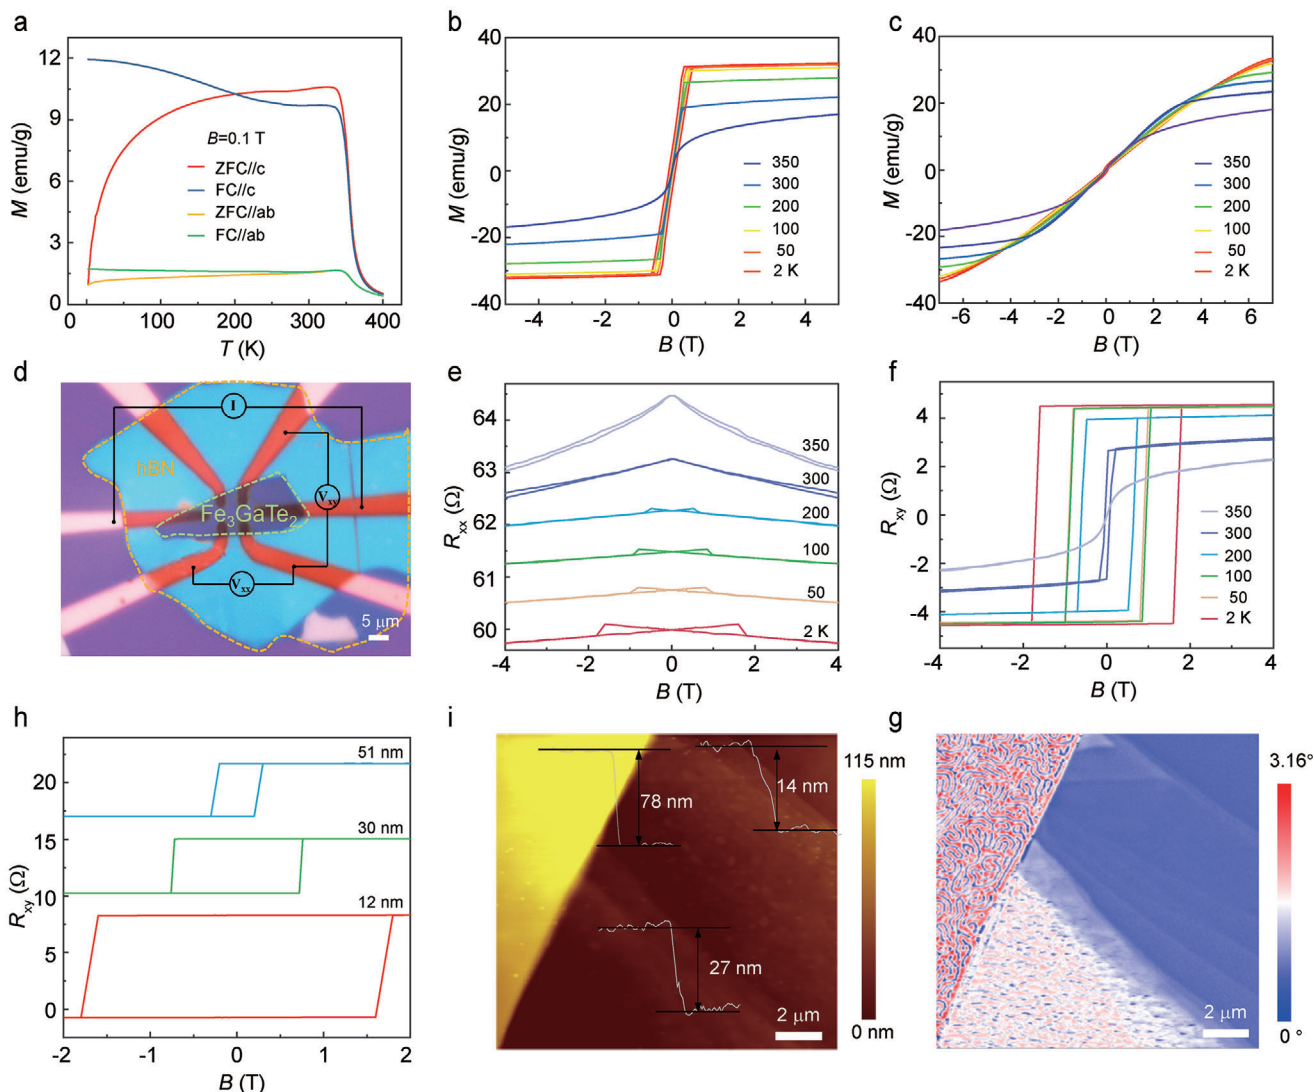 a
12
9
6
3
0
M (emu/g)
B=0.1 T
ZFC//c
FC//c
ZFC//ab
FC//ab
0
100
200
300
400
T (K)
b
40
20
0
-20
-40
M (emu/g)
350
300
200
100
50
2 K
-4
-2
0
2
4
B (T)
c
40
20
0
-20
-40
M (emu/g)
350
300
200
100
50
2 K
-6
-4
-2
0
2
4
6
B (T)
d
I
hBN
Fe₃GaTe₂
Vxy
Vxx
5 μm
e
64
63
62
61
60
Rxx (Ω)
350
300
200
100
50
2 K
-4
-2
0
2
4
B (T)
f
4
2
0
-2
-4
Rxy (Ω)
350
300
200
100
50
2 K
-4
-2
0
2
4
B (T)
h
20
15
10
5
0
Rxy (Ω)
51 nm
30 nm
12 nm
-2
-1
0
1
2
B (T)
i
78 nm
14 nm
27 nm
2 μm
115 nm
0 nm
g
2 μm
3.16°
0 °